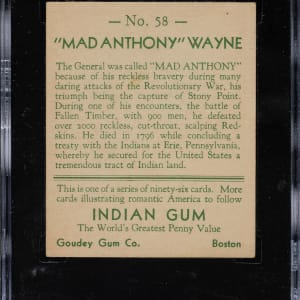 — No. 58 —
"MAD ANTHONY" WAYNE
The General was called "MAD ANTHONY"
because of his reckless bravery during many
daring attacks of the Revolutionary War, his
triumph being the capture of Stony Point.
During one of his encounters, the battle of
Fallen Timber, with 900 men, he defeated
over 2000 reckless, cut-throat, scalping Red-
skins. He died in 1796 while concluding a
treaty with the Indians at Erie, Pennsylvania,
whereby he secured for the United States a
tremendous tract of Indian land.
This is one of a series of ninety-six cards. More
cards illustrating romantic America to follow
INDIAN GUM
The World's Greatest Penny Value
Goudey Gum Co. Boston